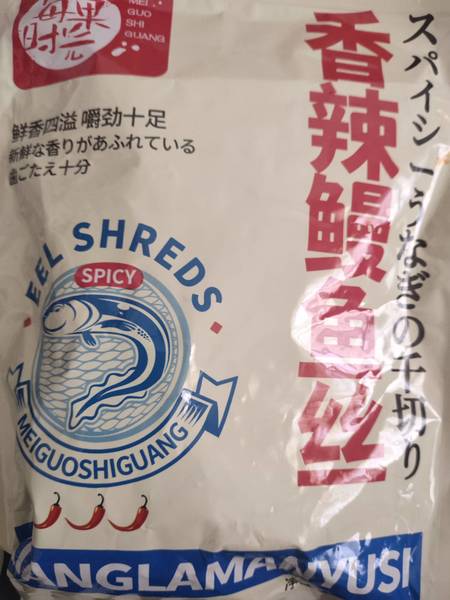 每果
时光
MEI
GUO
SHI
GUANG
香辣鳗鱼丝
スパイシーうなぎの千切り
鲜香四溢 嚼劲十足
新鮮な香りがあふれている
歯ごたえ十分
EEL SHREDS
SPICY
MEIGUOSHIGUANG
ANGLAMANYUSI
净